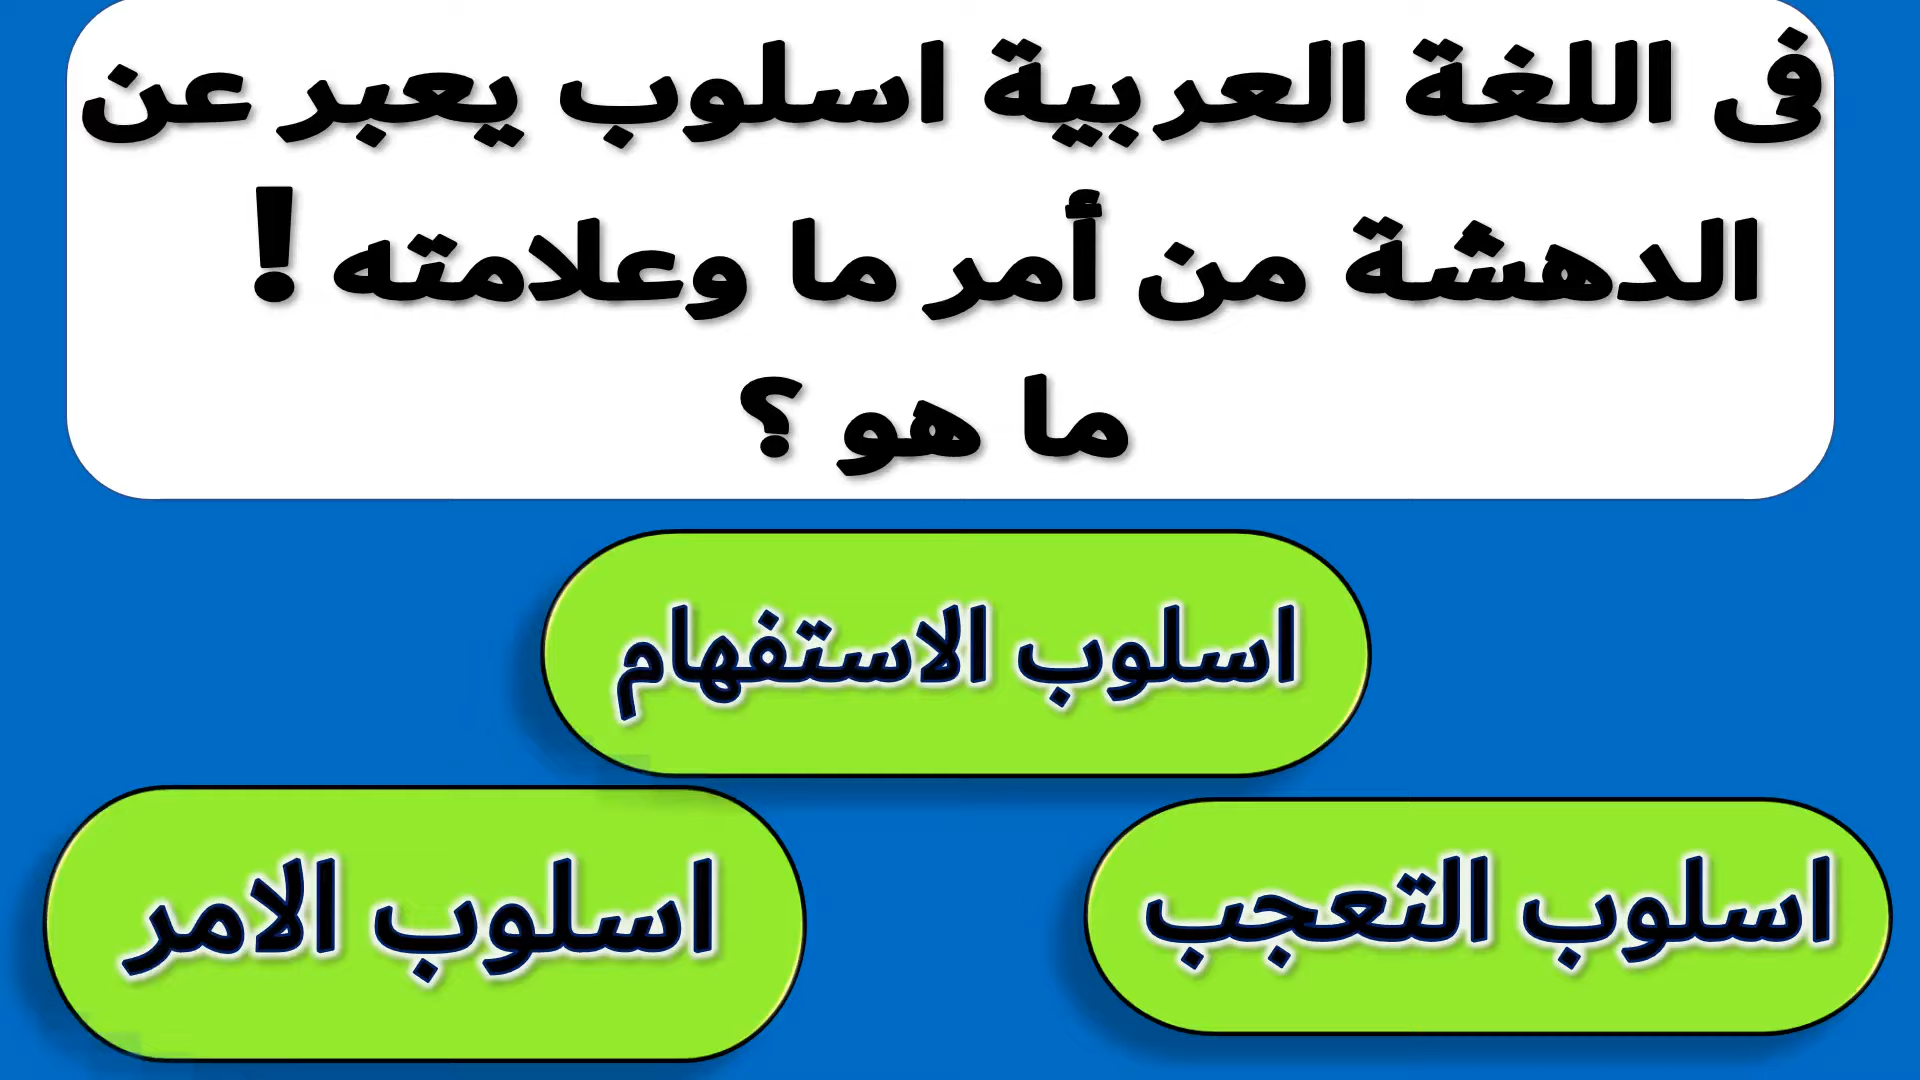 فى اللغة العربية اسلوب يعبر عن
الدهشة من أمر ما وعلامته !
ما هو ؟
اسلوب الاستفهام
اسلوب التعجب
اسلوب الامر